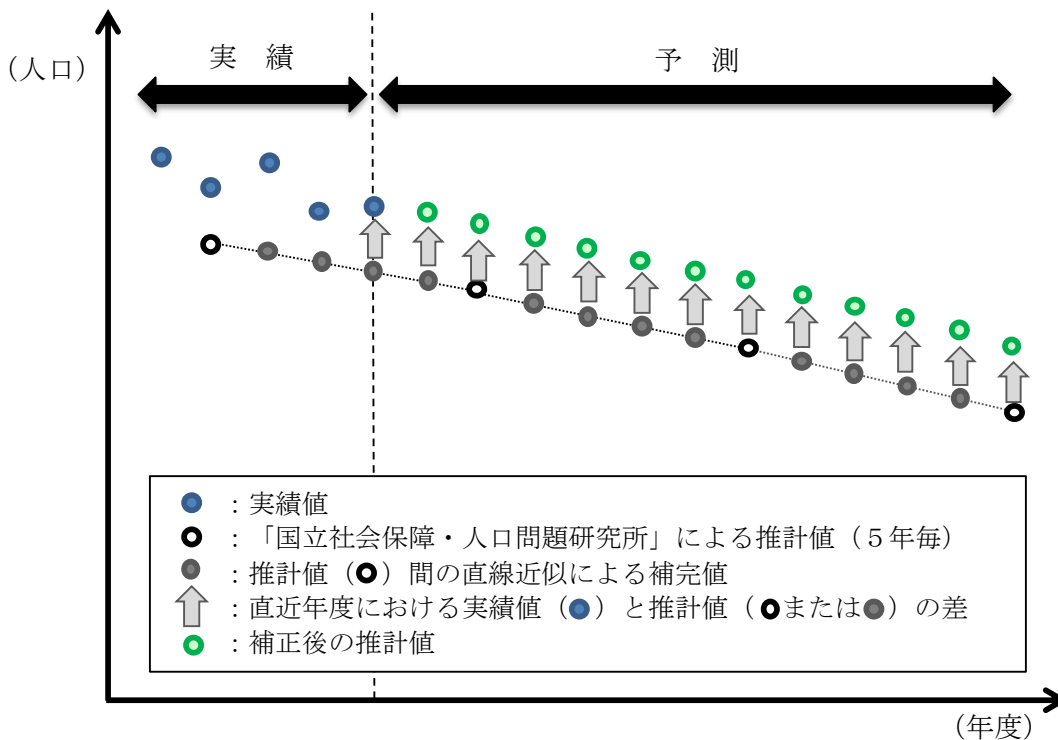 (人口)
実 績
予 測
:実績値
:「国立社会保障・人口問題研究所」による推計値(5年毎)
:推計値()間の直線近似による補完値
:直近年度における実績値()と推計値(または)の差
:補正後の推計値
(年度)